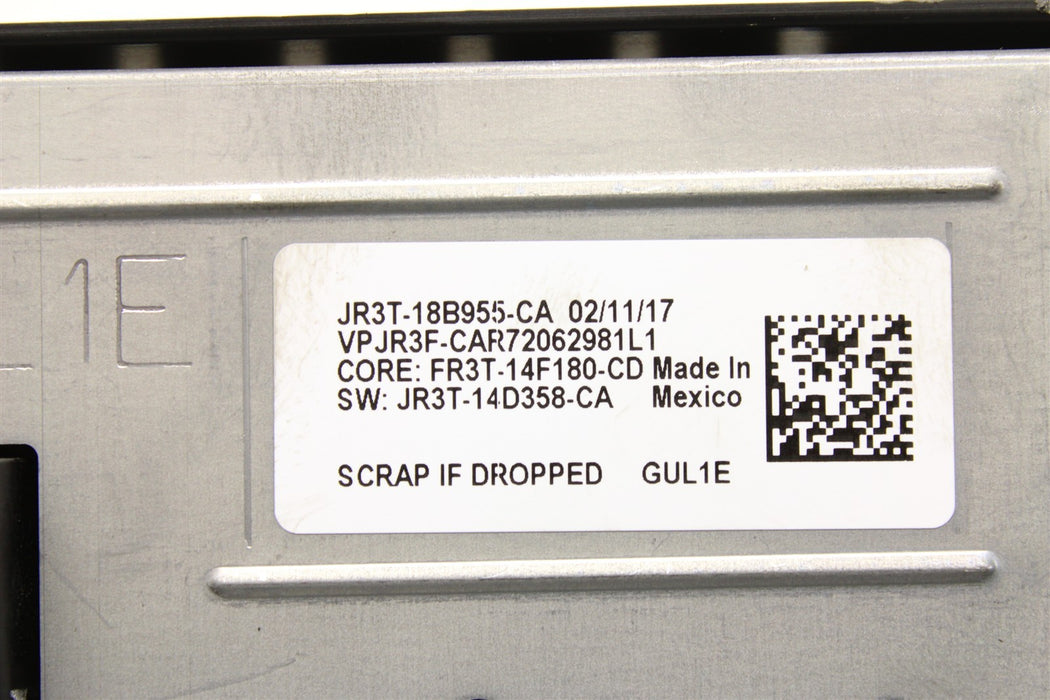 1E
JR3T-18B955-CA 02/11/17
VPJR3F-CAR72062981L1
CORE: FR3T-14F180-CD Made In
SW: JR3T-14D358-CA Mexico
SCRAP IF DROPPED GUL1E